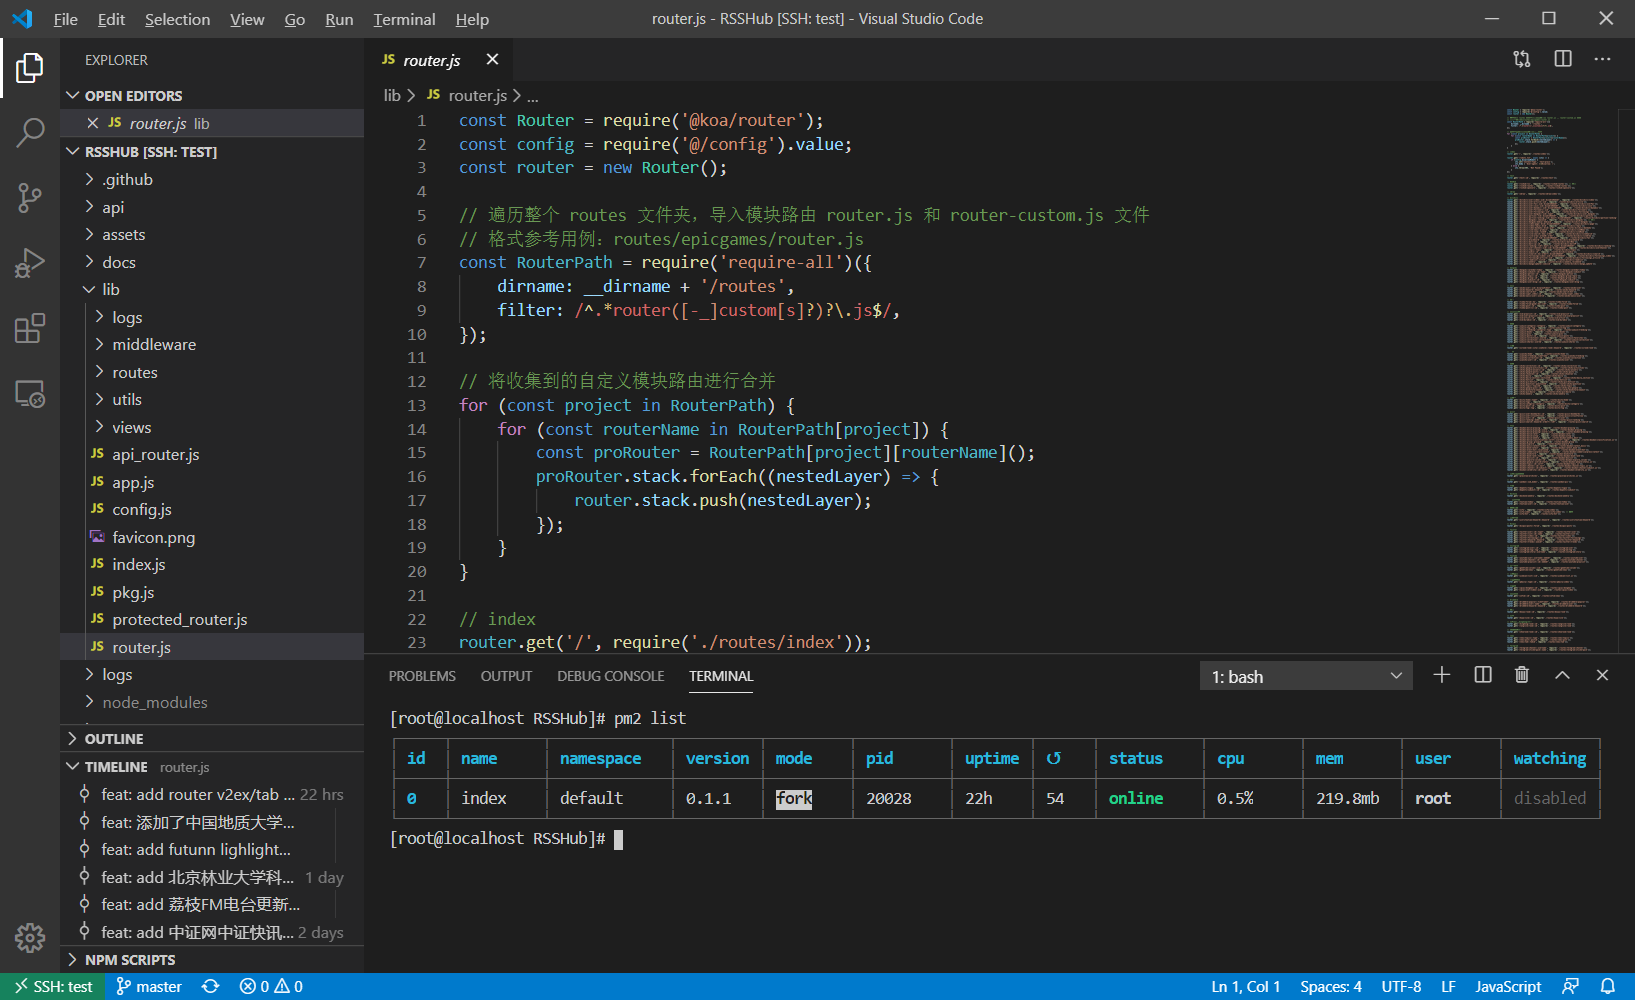 File Edit Selection View Go Run Terminal Help router.js - RSSHub [SSH: test] - Visual Studio Code
EXPLORER
OPEN EDITORS
JS router.js lib
RSSHUB [SSH: TEST]
.github
api
assets
docs
lib
logs
middleware
routes
utils
views
JS api_router.js
JS app.js
JS config.js
favicon.png
JS index.js
JS pkg.js
JS protected_router.js
JS router.js
logs
node_modules
OUTLINE
TIMELINE router.js
feat: add router v2ex/tab ... 22 hrs
feat: 添加了中国地质大学...
feat: add futunn lighlight...
feat: add 北京林业大学科... 1 day
feat: add 荔枝FM电台更新...
feat: add 中证网中证快讯... 2 days
NPM SCRIPTS
JS router.js
lib > JS router.js > ...
1 const Router = require('@koa/router');
2 const config = require('@/config').value;
3 const router = new Router();
4
5 // 遍历整个 routes 文件夹，导入模块路由 router.js 和 router-custom.js 文件
6 // 格式参考用例：routes/epicgames/router.js
7 const RouterPath = require('require-all')({
8 dirname: __dirname + '/routes',
9 filter: /^.*router([-_]custom[s]?)?\.js$/,
10 });
11
12 // 将收集到的自定义模块路由进行合并
13 for (const project in RouterPath) {
14 for (const routerName in RouterPath[project]) {
15 const proRouter = RouterPath[project][routerName]();
16 proRouter.stack.forEach((nestedLayer) => {
17 router.stack.push(nestedLayer);
18 });
19 }
20 }
21
22 // index
23 router.get('/', require('./routes/index'));
PROBLEMS OUTPUT DEBUG CONSOLE TERMINAL 1: bash
[root@localhost RSSHub]# pm2 list
id name namespace version mode pid uptime ↺ status cpu mem user watching
0 index default 0.1.1 fork 20028 22h 54 online 0.5% 219.8mb root disabled
[root@localhost RSSHub]#
SSH: test master 0 0 Ln 1, Col 1 Spaces: 4 UTF-8 LF JavaScript